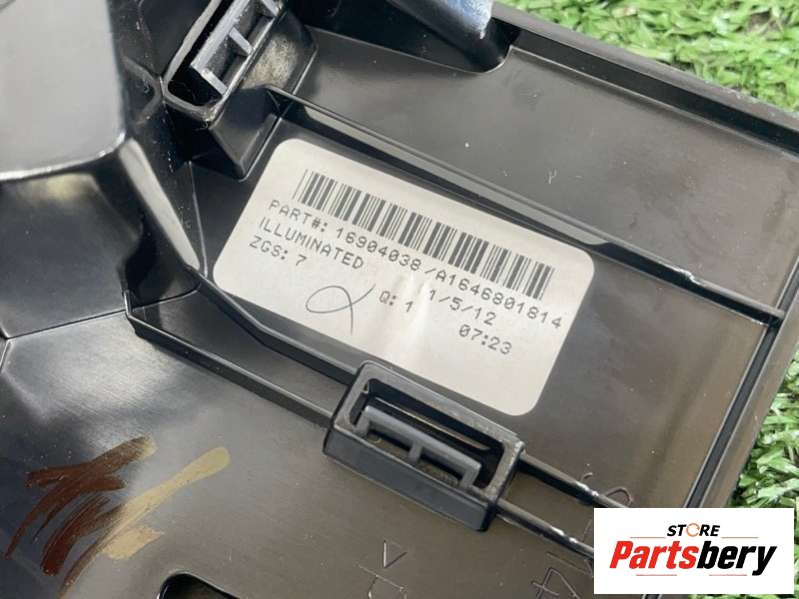 PART#: 16904038/A1646801814
ILLUMINATED 1/5/12
ZGS: 7 Q: 1 07:23
STORE
Partsbery